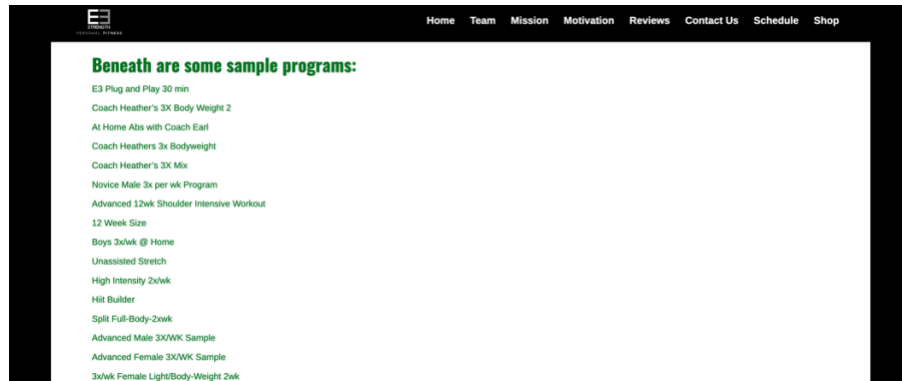 E3
STRENGTH
PERSONAL FITNESS
Home Team Mission Motivation Reviews Contact Us Schedule Shop
Beneath are some sample programs:
E3 Plug and Play 30 min
Coach Heather's 3X Body Weight 2
At Home Abs with Coach Earl
Coach Heathers 3x Bodyweight
Coach Heather's 3X Mix
Novice Male 3x per wk Program
Advanced 12wk Shoulder Intensive Workout
12 Week Size
Boys 3x/wk @ Home
Unassisted Stretch
High Intensity 2x/wk
Hiit Builder
Split Full-Body-2xwk
Advanced Male 3X/WK Sample
Advanced Female 3X/WK Sample
3x/wk Female Light/Body-Weight 2wk